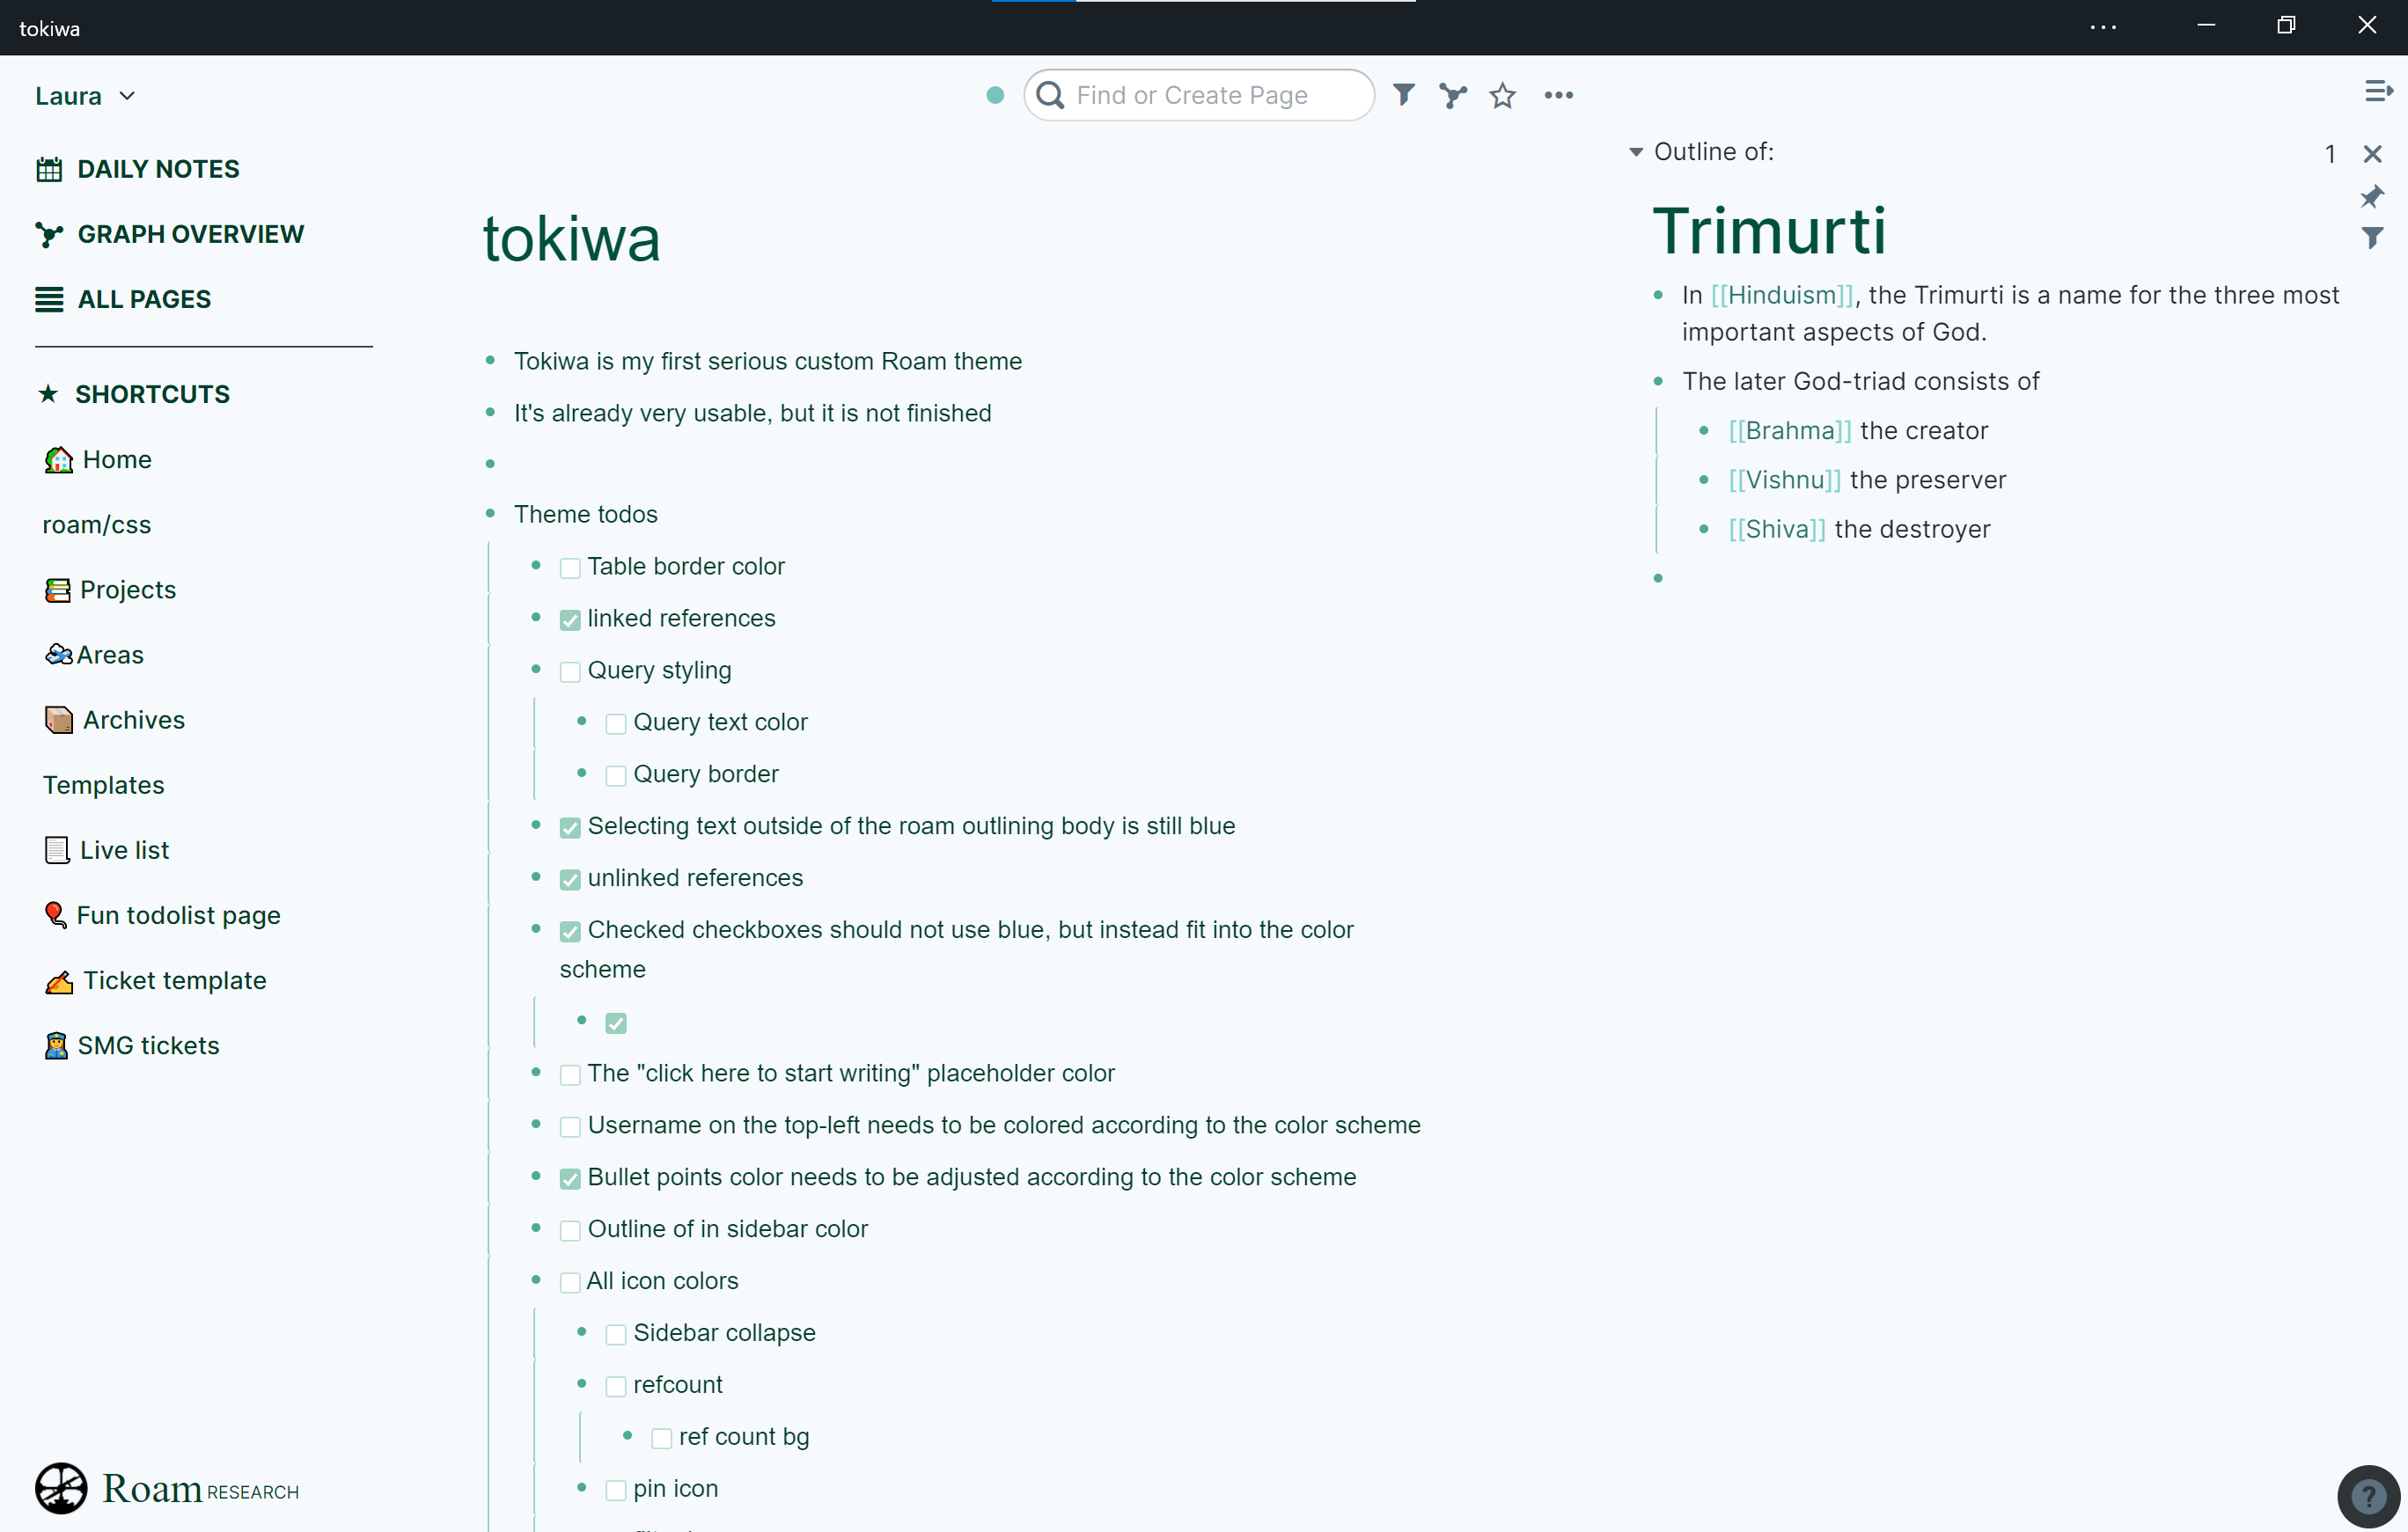 tokiwa
Laura
Find or Create Page
DAILY NOTES
GRAPH OVERVIEW
ALL PAGES
SHORTCUTS
Home
roam/css
Projects
Areas
Archives
Templates
Live list
Fun todolist page
Ticket template
SMG tickets
Roam RESEARCH
tokiwa
Tokiwa is my first serious custom Roam theme
It's already very usable, but it is not finished
Theme todos
Table border color
linked references
Query styling
Query text color
Query border
Selecting text outside of the roam outlining body is still blue
unlinked references
Checked checkboxes should not use blue, but instead fit into the color
scheme
The "click here to start writing" placeholder color
Username on the top-left needs to be colored according to the color scheme
Bullet points color needs to be adjusted according to the color scheme
Outline of in sidebar color
All icon colors
Sidebar collapse
refcount
ref count bg
pin icon
Outline of:
1
Trimurti
In [[Hinduism]], the Trimurti is a name for the three most
important aspects of God.
The later God-triad consists of
[[Brahma]] the creator
[[Vishnu]] the preserver
[[Shiva]] the destroyer
?